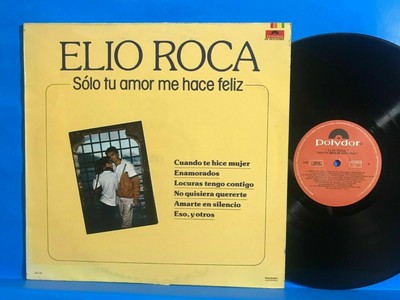 ELIO ROCA
Sólo tu amor me hace feliz
Cuando te hice mujer
Enamorados
Locuras tengo contigo
No quisiera quererte
Amarte en silencio
Eso, y otros
Polydor